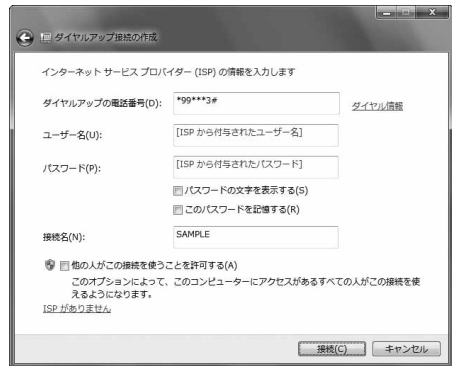 ダイヤルアップ接続の作成
インターネット サービス プロバイダー (ISP) の情報を入力します
ダイヤルアップの電話番号(D): *99***3# ダイヤル情報
ユーザー名(U): [ISP から付与されたユーザー名]
パスワード(P): [ISP から付与されたパスワード]
パスワードの文字を表示する(S)
このパスワードを記憶する(R)
接続名(N): SAMPLE
他の人がこの接続を使うことを許可する(A)
このオプションによって、このコンピューターにアクセスがあるすべての人がこの接続を使
えるようになります。
ISP がありません
接続(C) キャンセル